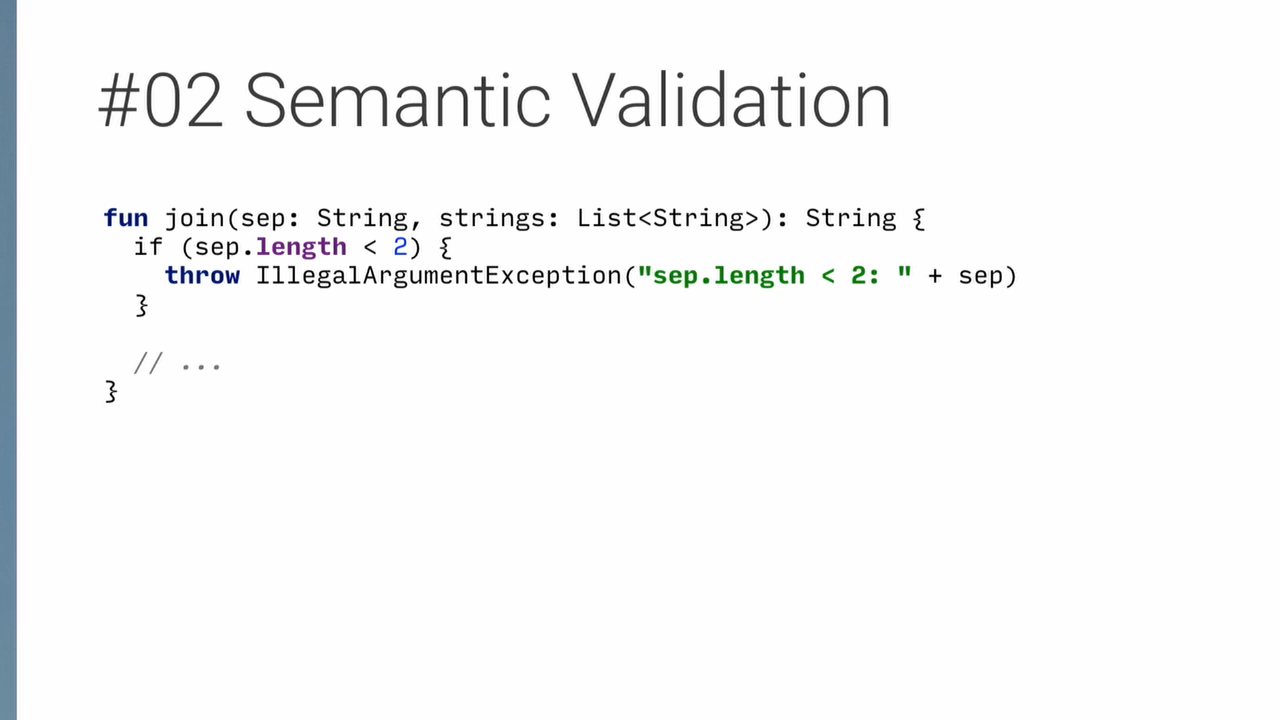 #02 Semantic Validation
fun join(sep: String, strings: List<String>): String {
  if (sep.length < 2) {
    throw IllegalArgumentException("sep.length < 2: " + sep)
  }
  // ...
}